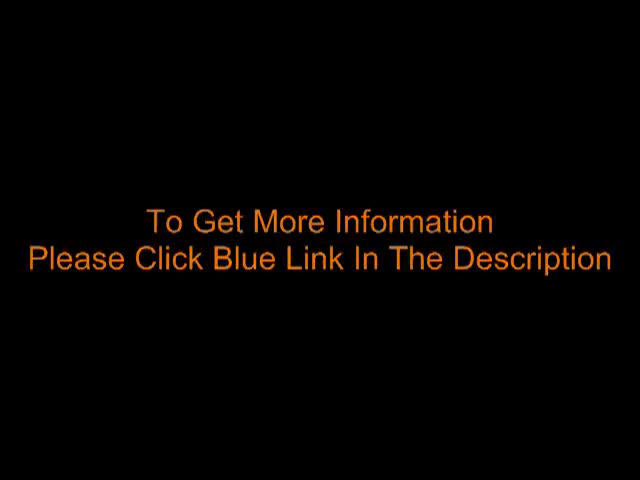 To Get More Information
Please Click Blue Link In The Description